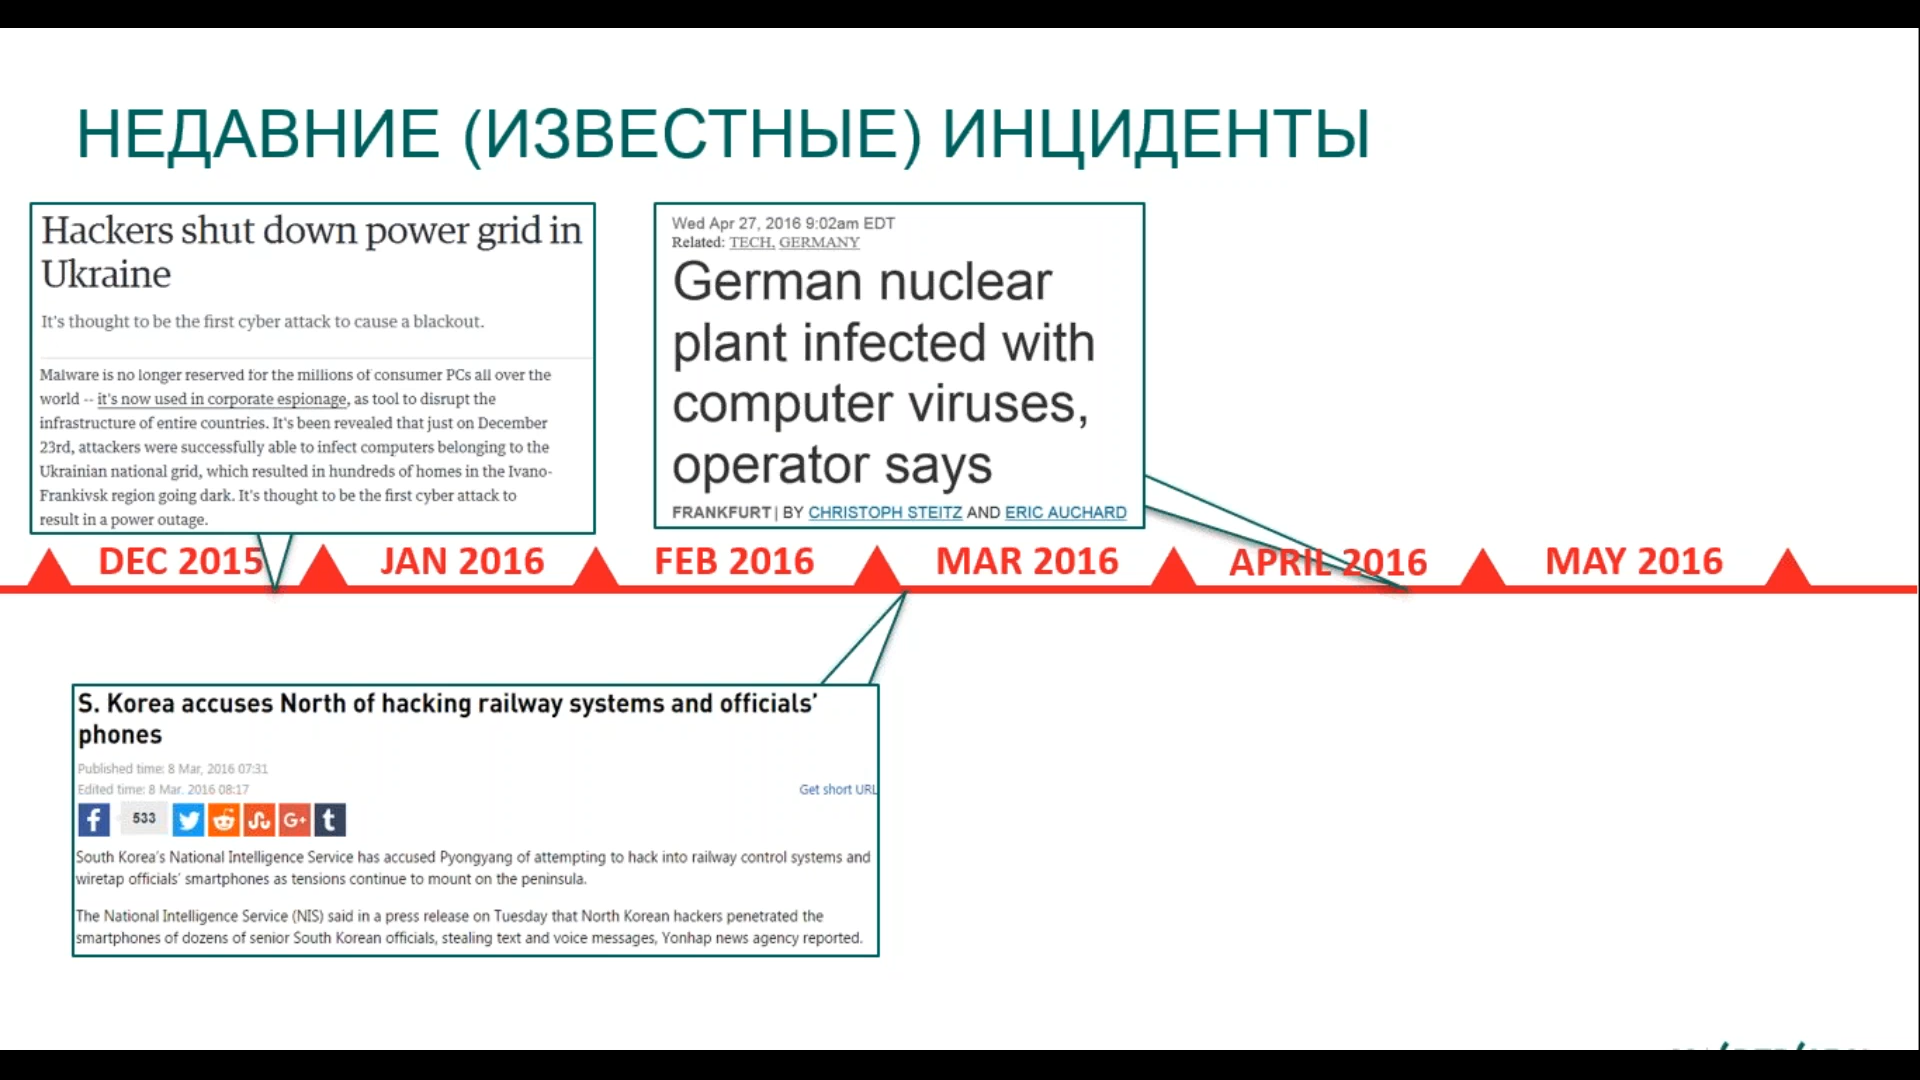 НЕДАВНИЕ (ИЗВЕСТНЫЕ) ИНЦИДЕНТЫ
Hackers shut down power grid in
Ukraine
It's thought to be the first cyber attack to cause a blackout.
Malware is no longer reserved for the millions of consumer PCs all over the
world -- it's now used in corporate espionage, as tool to disrupt the
infrastructure of entire countries. It's been revealed that just on December
23rd, attackers were successfully able to infect computers belonging to the
Ukrainian national grid, which resulted in hundreds of homes in the Ivano-
Frankivsk region going dark. It's thought to be the first cyber attack to
result in a power outage.
Wed Apr 27, 2016 9:02am EDT
Related: TECH, GERMANY
German nuclear
plant infected with
computer viruses,
operator says
FRANKFURT | BY CHRISTOPH STEITZ AND ERIC AUCHARD
DEC 2015 JAN 2016 FEB 2016 MAR 2016 APRIL 2016 MAY 2016
S. Korea accuses North of hacking railway systems and officials'
phones
Published time: 8 Mar, 2016 07:31
Edited time: 8 Mar, 2016 08:17
Get short URL
533
South Korea's National Intelligence Service has accused Pyongyang of attempting to hack into railway control systems and
wiretap officials' smartphones as tensions continue to mount on the peninsula.
The National Intelligence Service (NIS) said in a press release on Tuesday that North Korean hackers penetrated the
smartphones of dozens of senior South Korean officials, stealing text and voice messages, Yonhap news agency reported.